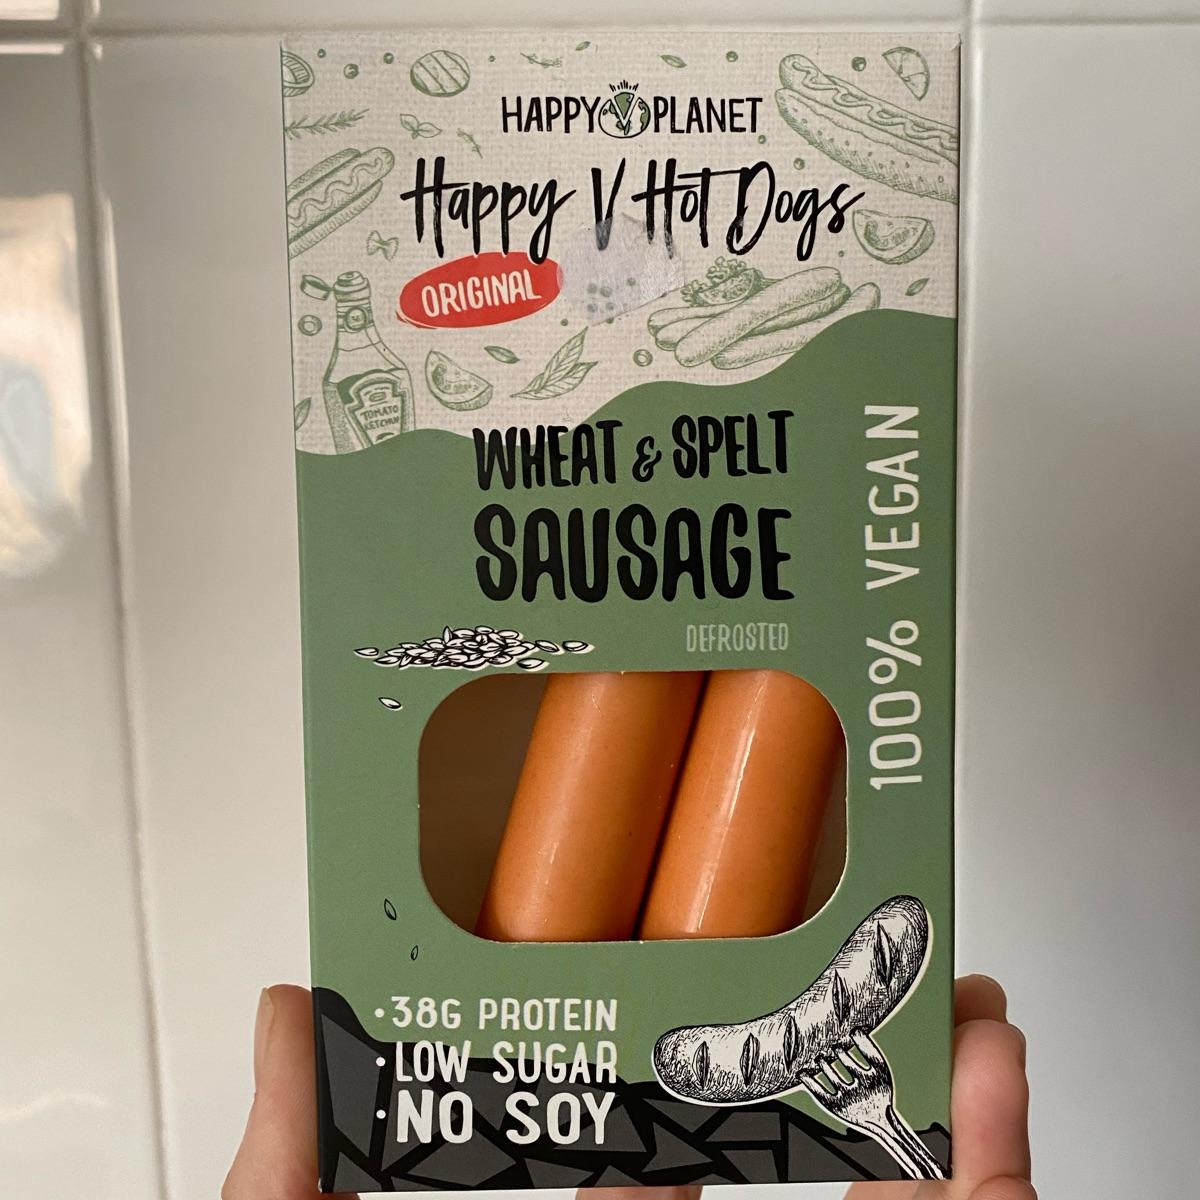 HAPPY V PLANET
Happy V Hot Dogs
ORIGINAL
TOMATO
KETCHUP
WHEAT & SPELT
SAUSAGE
DEFROSTED
100% VEGAN
•38G PROTEIN
•LOW SUGAR
•NO SOY